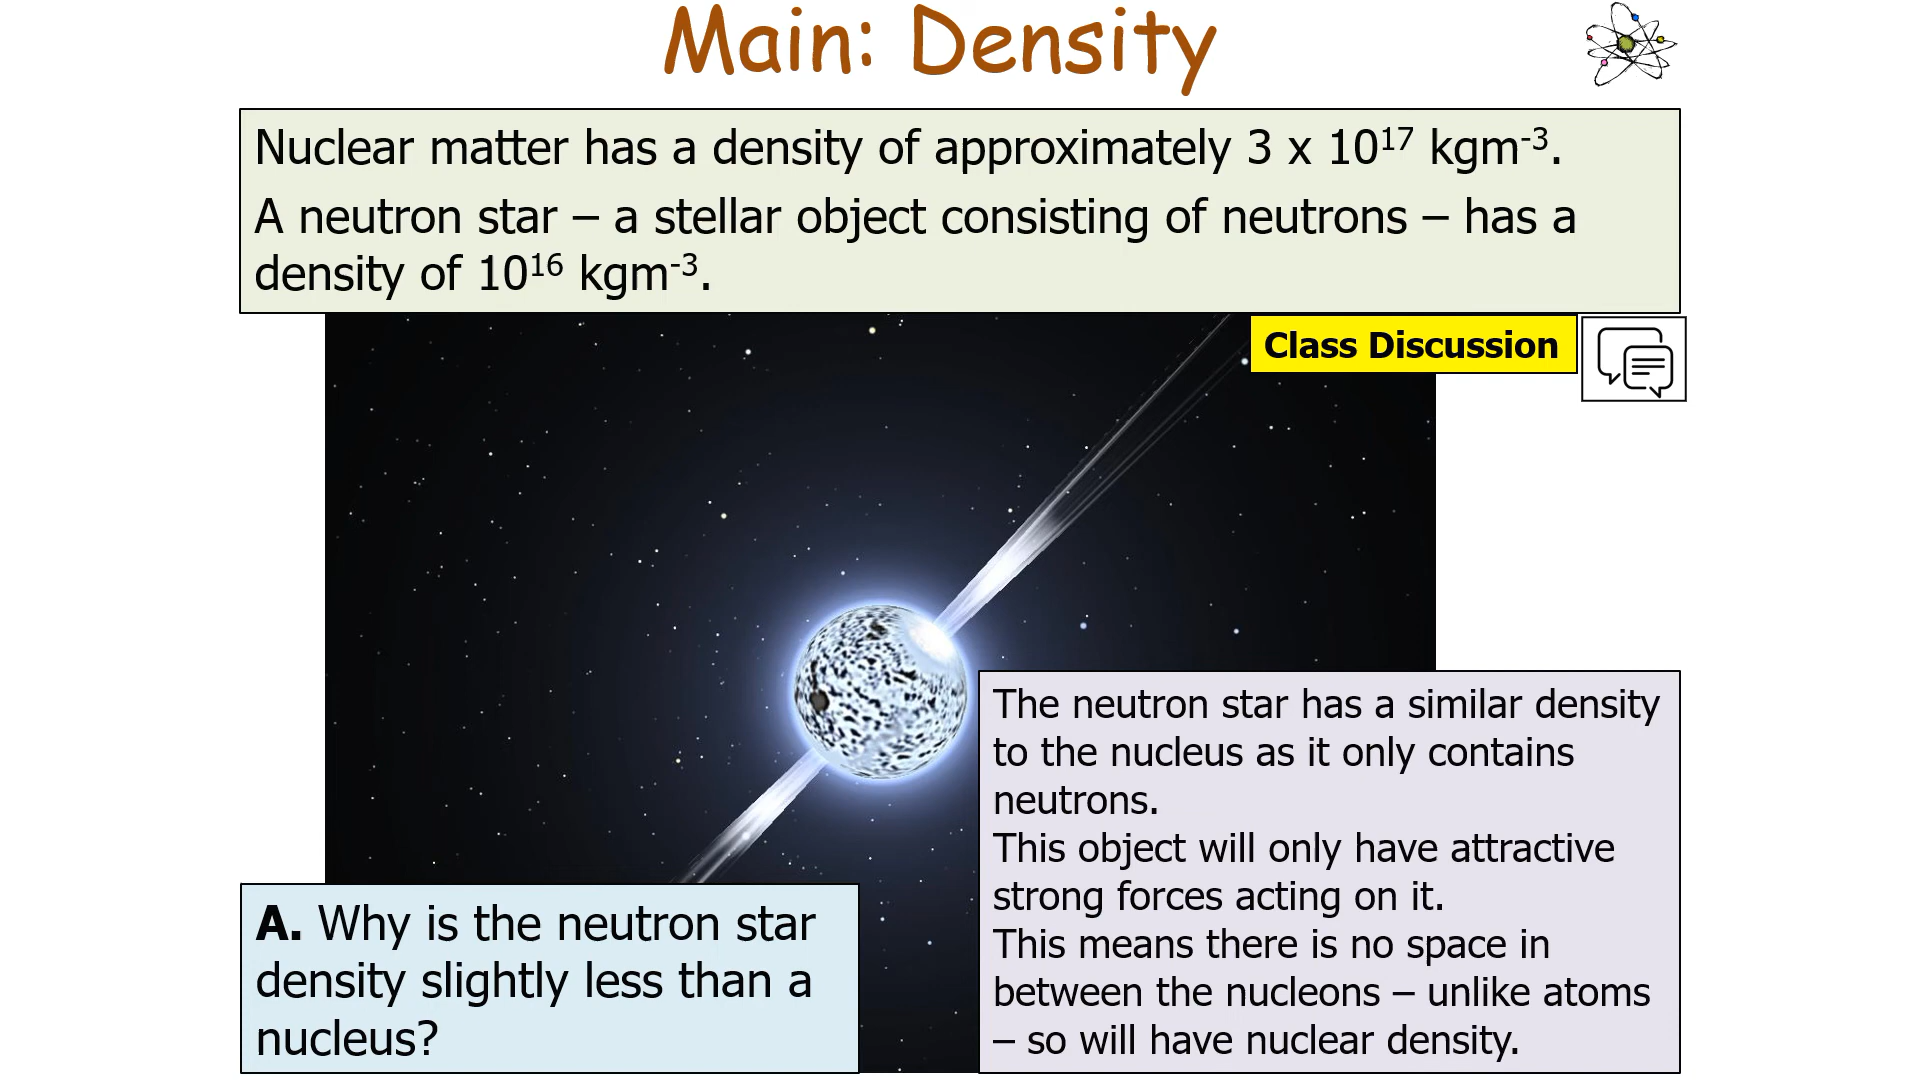 Main: Density
Nuclear matter has a density of approximately 3 x 10¹⁷ kgm⁻³.
A neutron star – a stellar object consisting of neutrons – has a
density of 10¹⁶ kgm⁻³.
Class Discussion
The neutron star has a similar density
to the nucleus as it only contains
neutrons.
This object will only have attractive
strong forces acting on it.
This means there is no space in
between the nucleons – unlike atoms
– so will have nuclear density.
A. Why is the neutron star
density slightly less than a
nucleus?